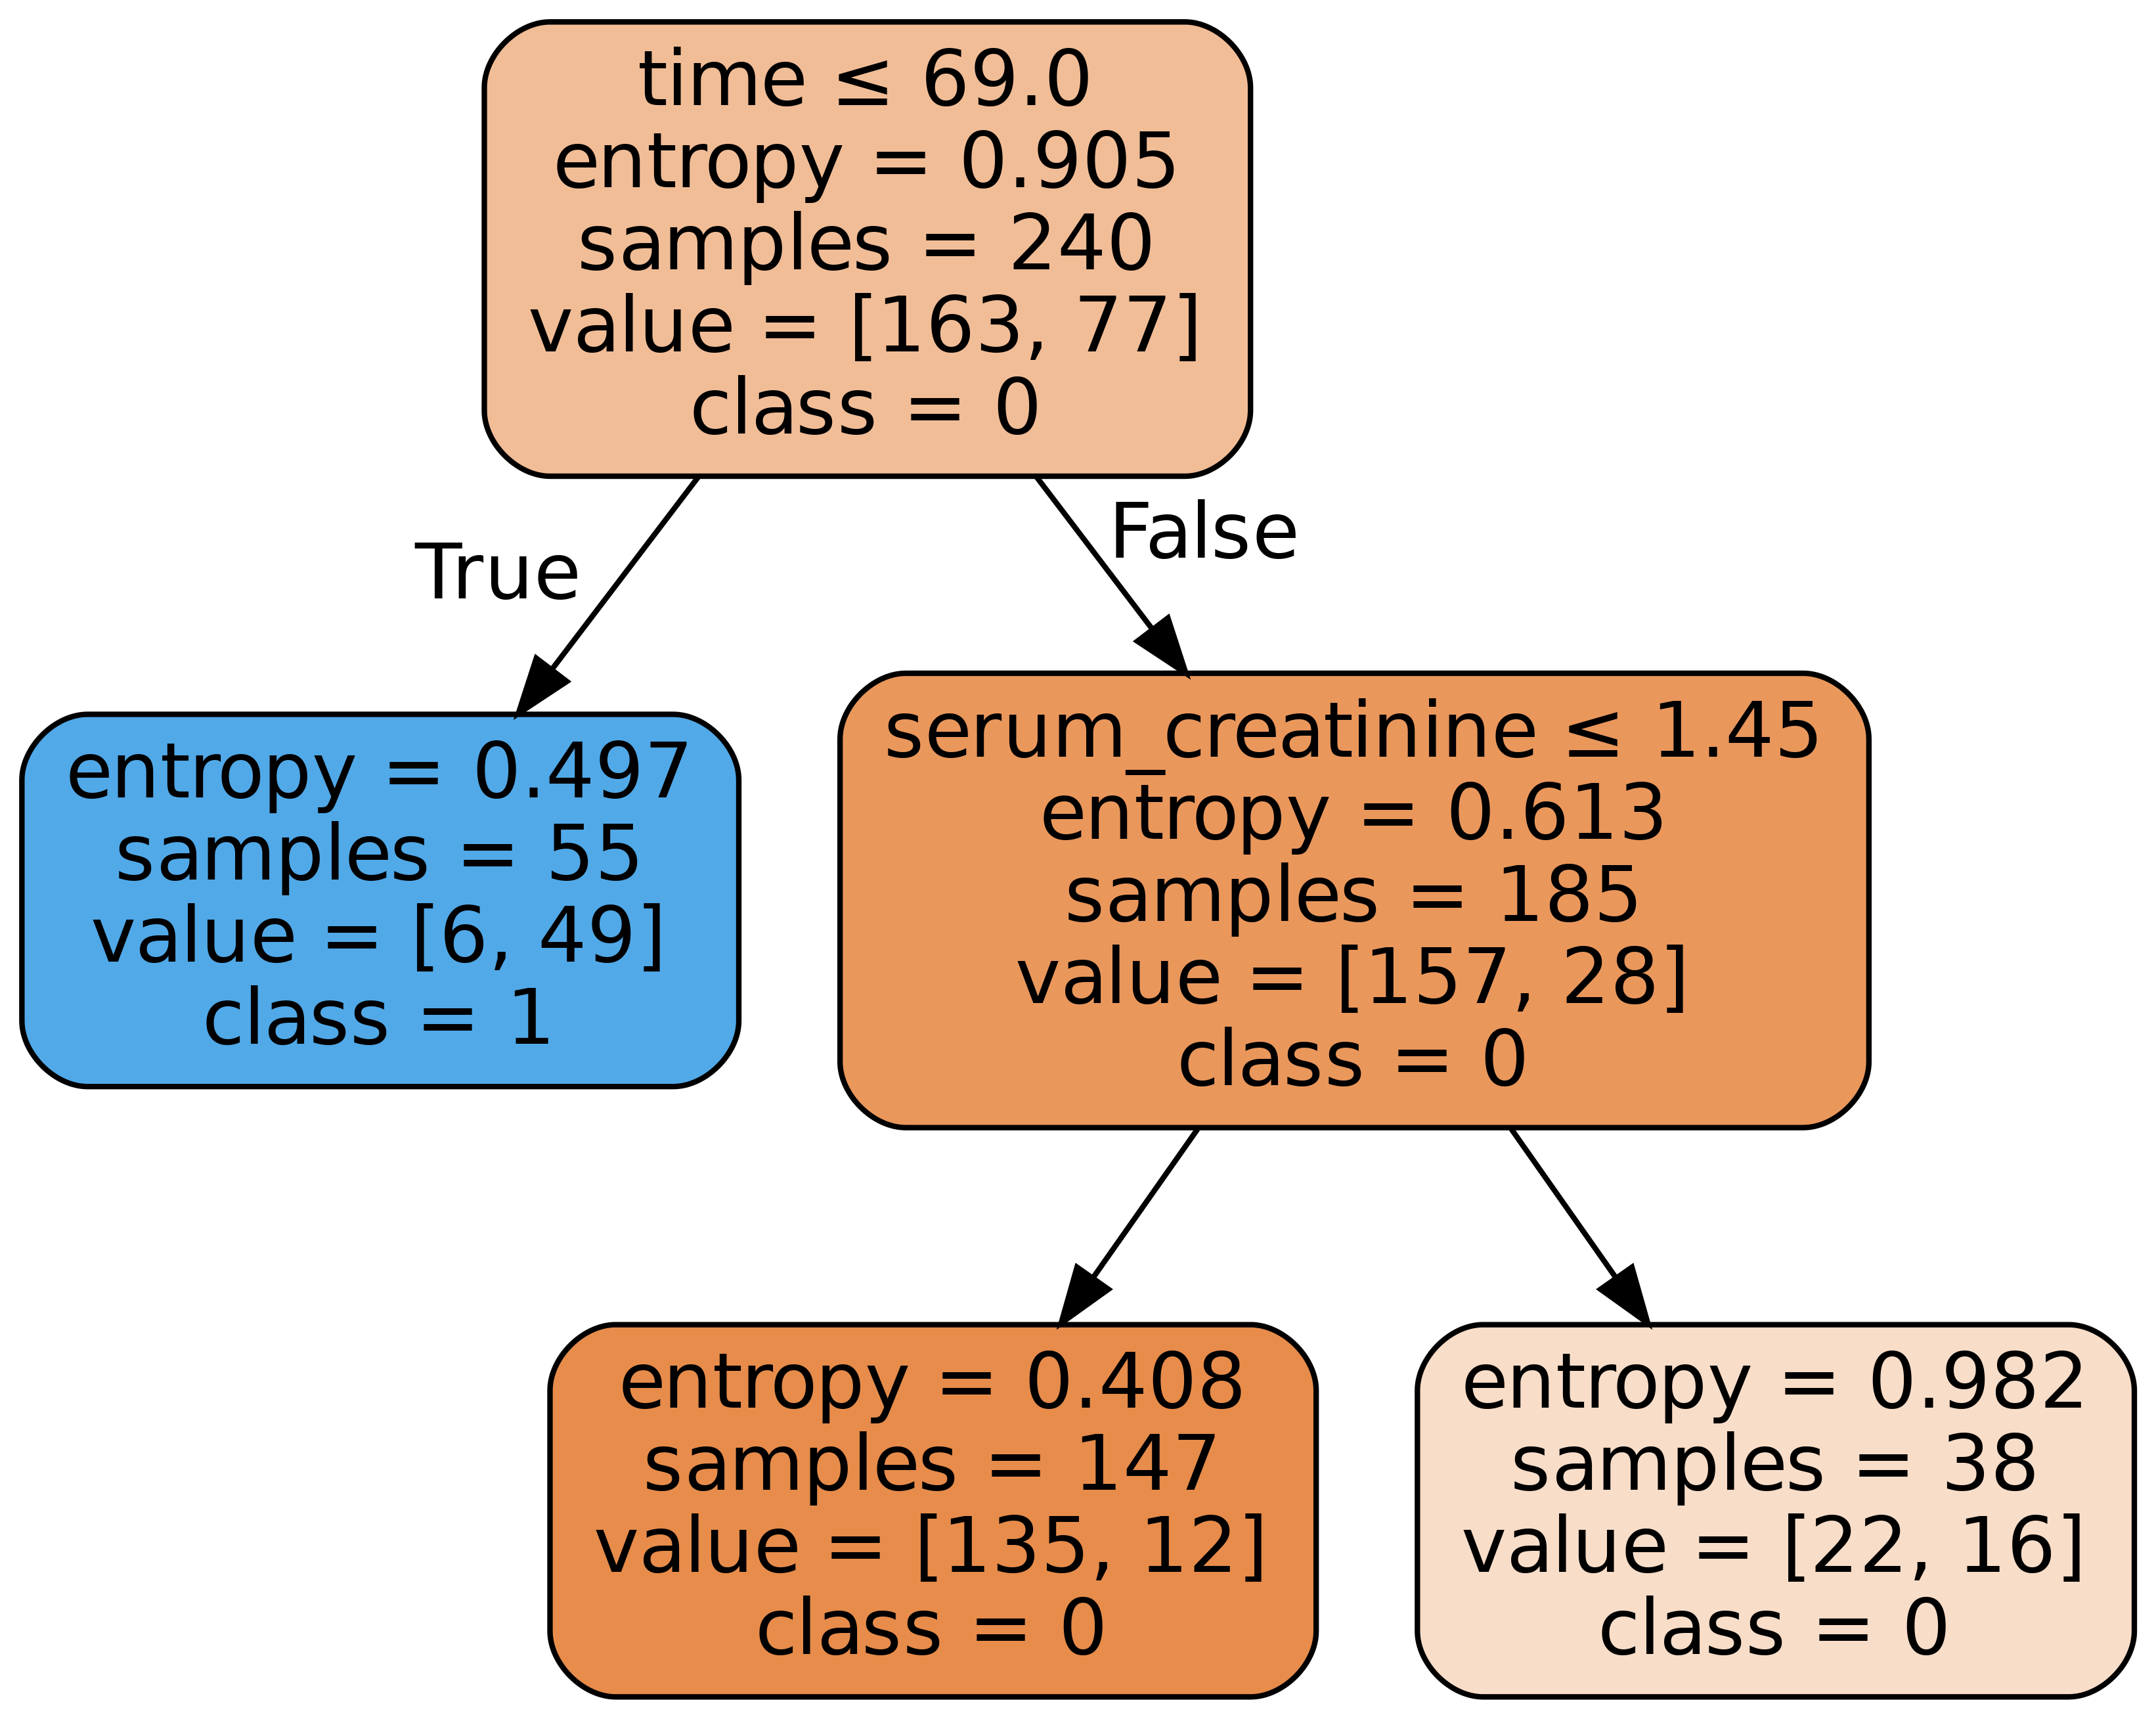 time ≤ 69.0
entropy = 0.905
samples = 240
value = [163, 77]
class = 0
True
False
entropy = 0.497
samples = 55
value = [6, 49]
class = 1
serum_creatinine ≤ 1.45
entropy = 0.613
samples = 185
value = [157, 28]
class = 0
entropy = 0.408
samples = 147
value = [135, 12]
class = 0
entropy = 0.982
samples = 38
value = [22, 16]
class = 0